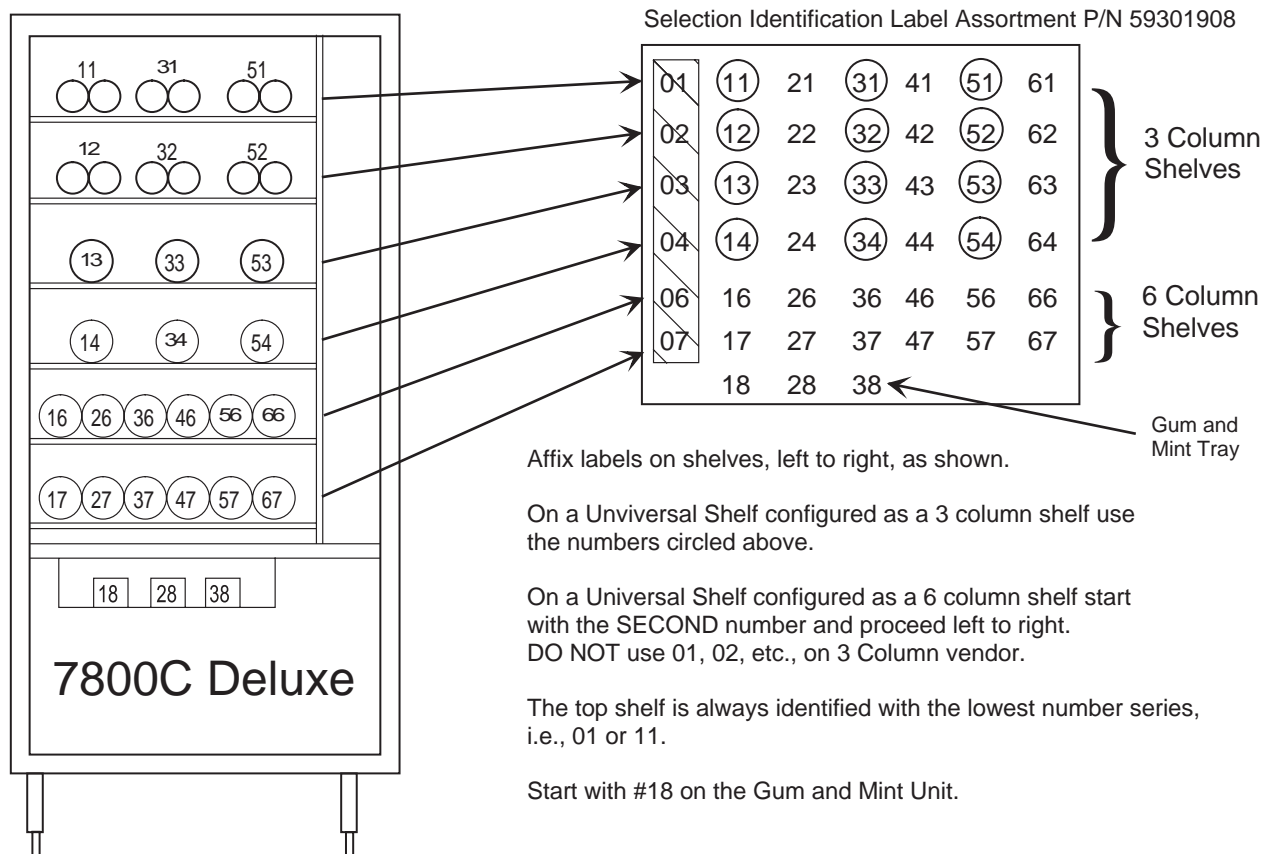 Selection Identification Label Assortment P/N 59301908
11 31 51
12 32 52
13 33 53
14 34 54
16 26 36 46 56 66
17 27 37 47 57 67
18 28 38
7800C Deluxe
01 11 21 31 41 51 61
02 12 22 32 42 52 62
03 13 23 33 43 53 63
04 14 24 34 44 54 64
06 16 26 36 46 56 66
07 17 27 37 47 57 67
18 28 38
3 Column
Shelves
6 Column
Shelves
Gum and
Mint Tray
Affix labels on shelves, left to right, as shown.
On a Unviversal Shelf configured as a 3 column shelf use
the numbers circled above.
On a Universal Shelf configured as a 6 column shelf start
with the SECOND number and proceed left to right.
DO NOT use 01, 02, etc., on 3 Column vendor.
The top shelf is always identified with the lowest number series,
i.e., 01 or 11.
Start with #18 on the Gum and Mint Unit.